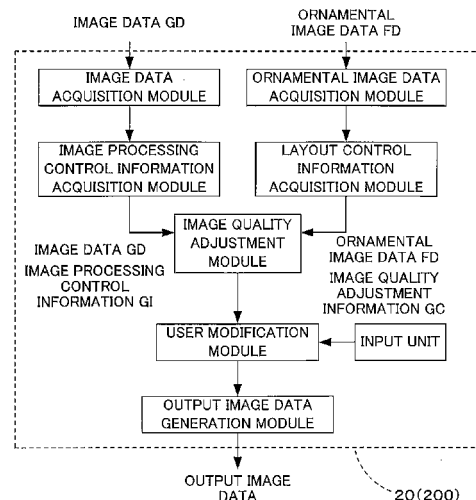 IMAGE DATA GD
ORNAMENTAL
IMAGE DATA FD
IMAGE DATA
ACQUISITION MODULE
ORNAMENTAL IMAGE DATA
ACQUISITION MODULE
IMAGE PROCESSING
CONTROL INFORMATION
ACQUISITION MODULE
LAYOUT CONTROL
INFORMATION
ACQUISITION MODULE
IMAGE QUALITY
ADJUSTMENT
MODULE
IMAGE DATA GD
IMAGE PROCESSING
CONTROL
INFORMATION GI
ORNAMENTAL
IMAGE DATA FD
IMAGE QUALITY
ADJUSTMENT
INFORMATION GC
USER MODIFICATION
MODULE
INPUT UNIT
OUTPUT IMAGE DATA
GENERATION MODULE
OUTPUT IMAGE
DATA
20(200)